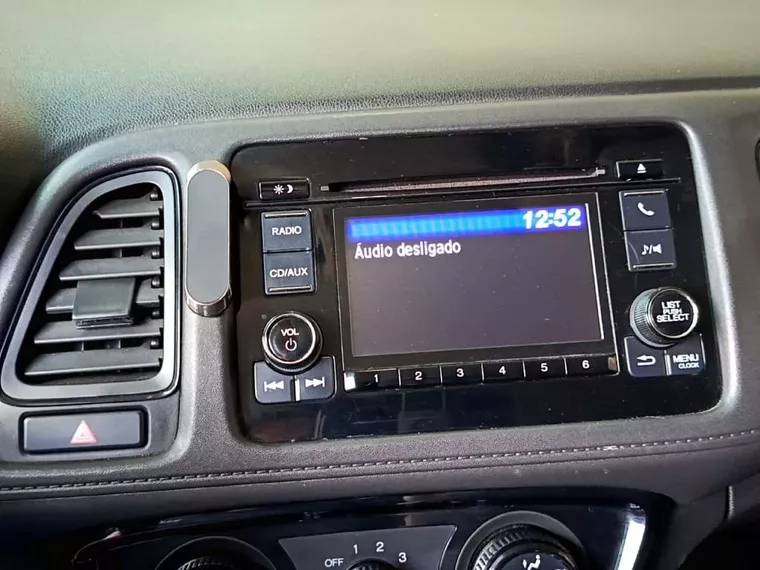 12:52
Áudio desligado
RADIO
CD/AUX
VOL
LIST
PUSH
SELECT
MENU
CLOCK
2
3
4
5
6
OFF
1
2
3